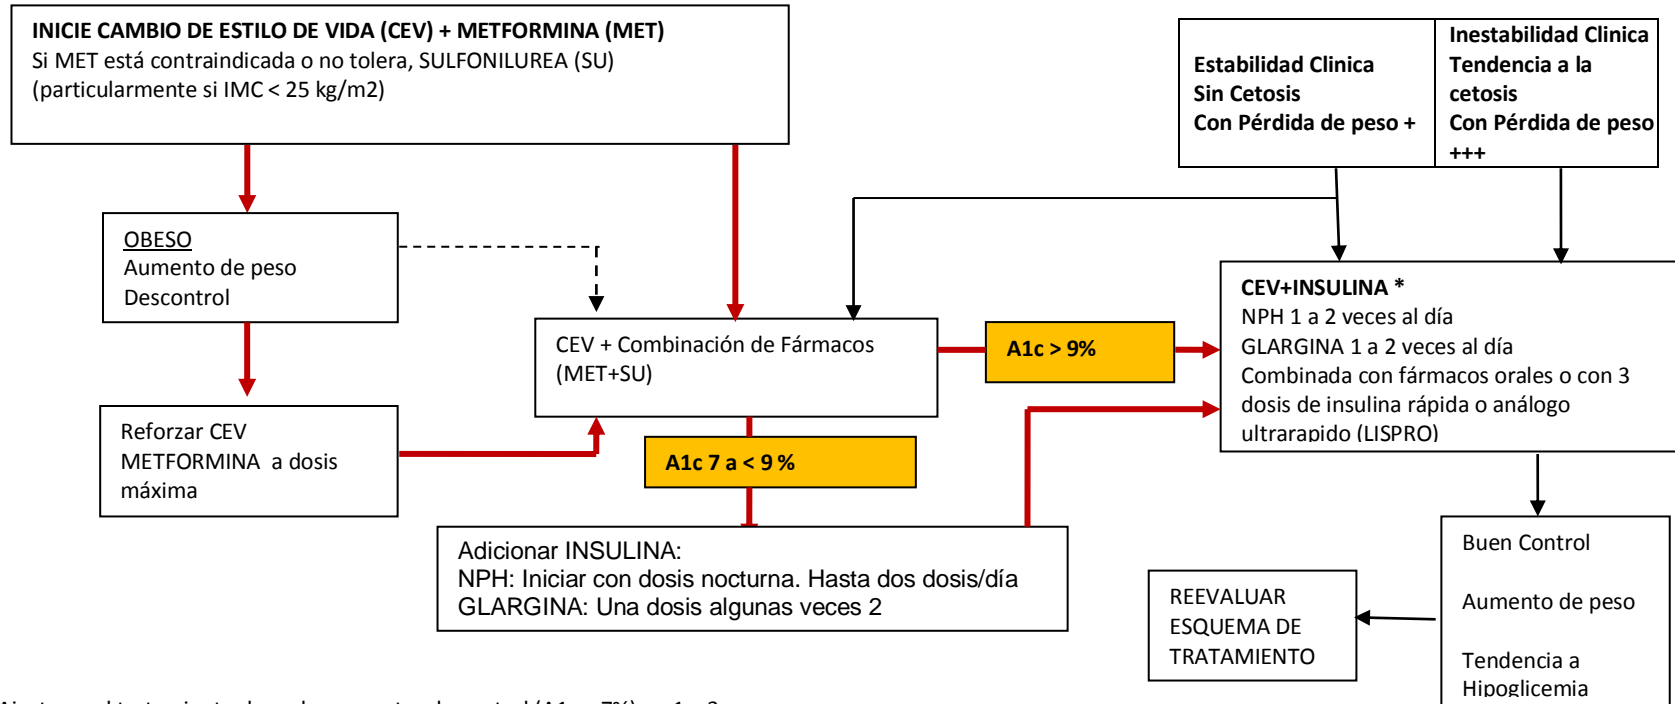 INICIE CAMBIO DE ESTILO DE VIDA (CEV) + METFORMINA (MET)
Si MET está contraindicada o no tolera, SULFONILUREA (SU)
(particularmente si IMC < 25 kg/m2)
Estabilidad Clinica
Sin Cetosis
Con Pérdida de peso +
Inestabilidad Clinica
Tendencia a la
cetosis
Con Pérdida de peso
+++
OBESO
Aumento de peso
Descontrol
CEV + Combinación de Fármacos
(MET+SU)
A1c > 9%
CEV+INSULINA *
NPH 1 a 2 veces al día
GLARGINA 1 a 2 veces al día
Combinada con fármacos orales o con 3
dosis de insulina rápida o análogo
ultrarapido (LISPRO)
Reforzar CEV
METFORMINA a dosis
máxima
A1c 7 a < 9 %
Adicionar INSULINA:
NPH: Iniciar con dosis nocturna. Hasta dos dosis/día
GLARGINA: Una dosis algunas veces 2
REEVALUAR
ESQUEMA DE
TRATAMIENTO
Buen Control
Aumento de peso
Tendencia a
Hipoglicemia